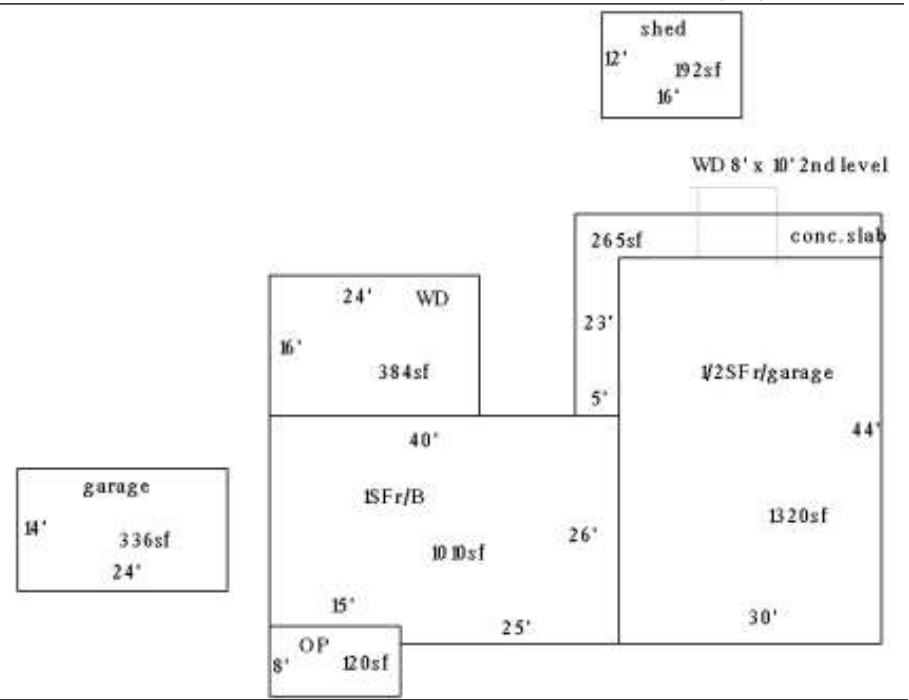 shed
12'
192sf
16'
WD 8' x 10' 2nd level
265sf
conc.slab
24'
WD
16'
384sf
23'
5'
1/2SFr/garage
44'
1320sf
30'
40'
1SFr/B
26'
1010sf
15'
25'
garage
14'
336sf
24'
OP
8'
120sf